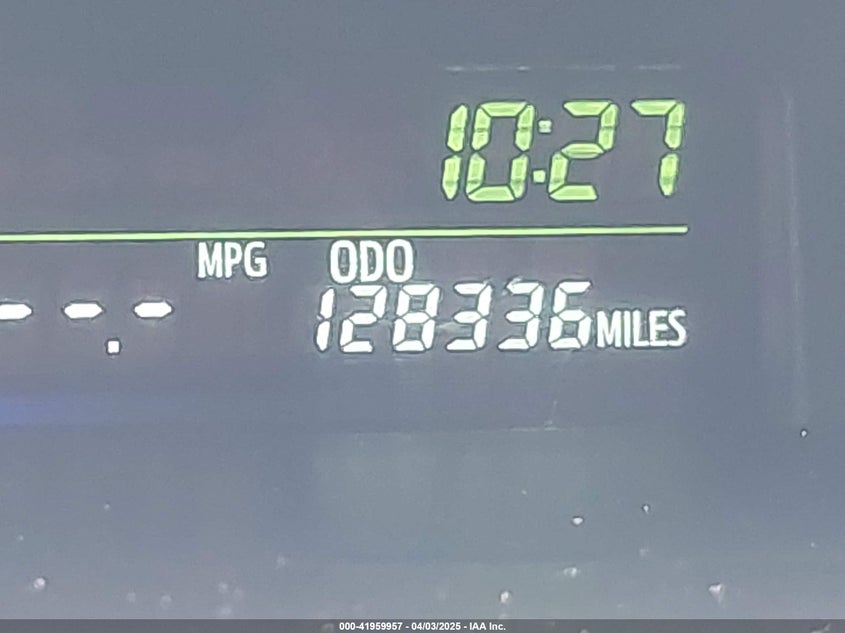 10:27
MPG ODO
--.- 128336 MILES
000-41959957 - 04/03/2025 - IAA Inc.